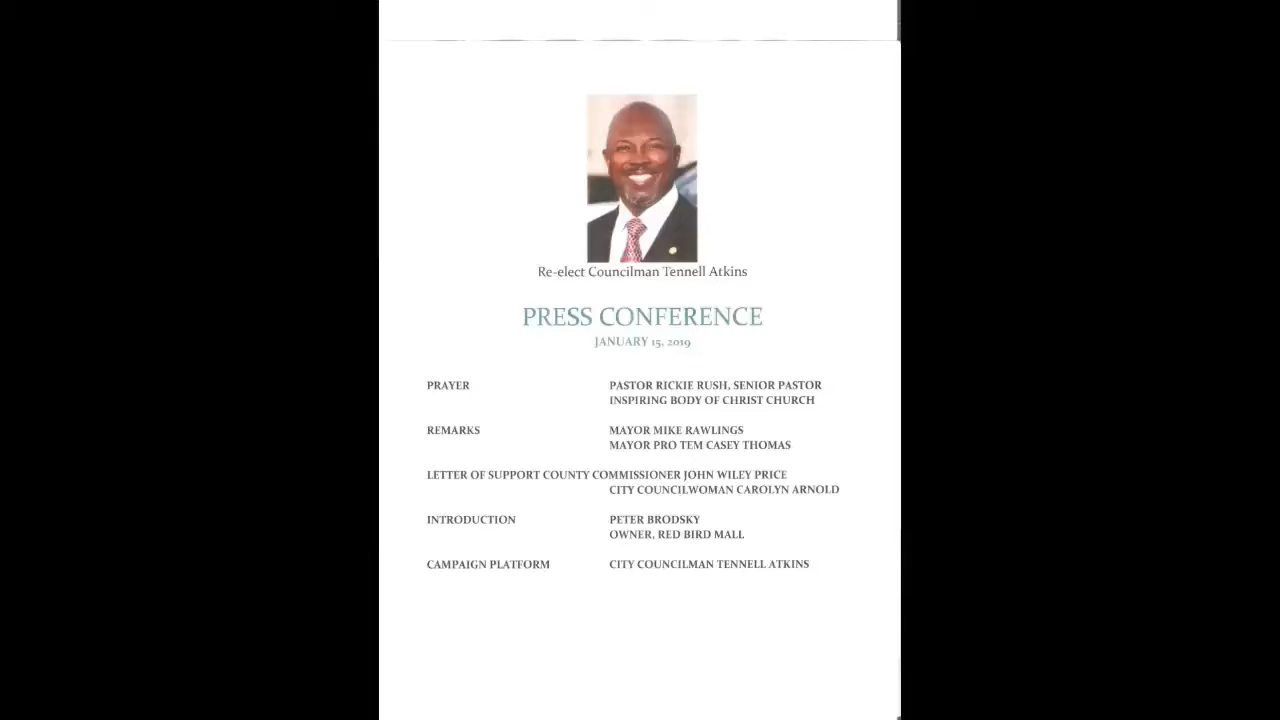 Re-elect Councilman Tennell Atkins
PRESS CONFERENCE
JANUARY 15, 2019
PRAYER PASTOR RICKIE RUSH, SENIOR PASTOR
INSPIRING BODY OF CHRIST CHURCH
REMARKS MAYOR MIKE RAWLINGS
MAYOR PRO TEM CASEY THOMAS
LETTER OF SUPPORT COUNTY COMMISSIONER JOHN WILEY PRICE
CITY COUNCILWOMAN CAROLYN ARNOLD
INTRODUCTION PETER BRODSKY
OWNER, RED BIRD MALL
CAMPAIGN PLATFORM CITY COUNCILMAN TENNELL ATKINS